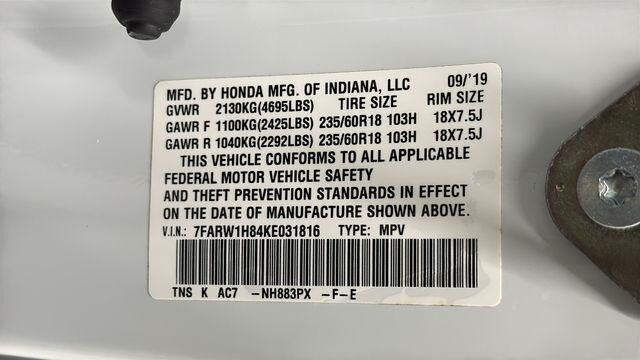 MFD. BY HONDA MFG. OF INDIANA, LLC 09/'19
GVWR 2130KG(4695LBS) TIRE SIZE RIM SIZE
GAWR F 1100KG(2425LBS) 235/60R18 103H 18X7.5J
GAWR R 1040KG(2292LBS) 235/60R18 103H 18X7.5J
THIS VEHICLE CONFORMS TO ALL APPLICABLE
FEDERAL MOTOR VEHICLE SAFETY
AND THEFT PREVENTION STANDARDS IN EFFECT
ON THE DATE OF MANUFACTURE SHOWN ABOVE.
V.I.N.: 7FARW1H84KE031816 TYPE: MPV
TNS K AC7 -NH883PX -F-E